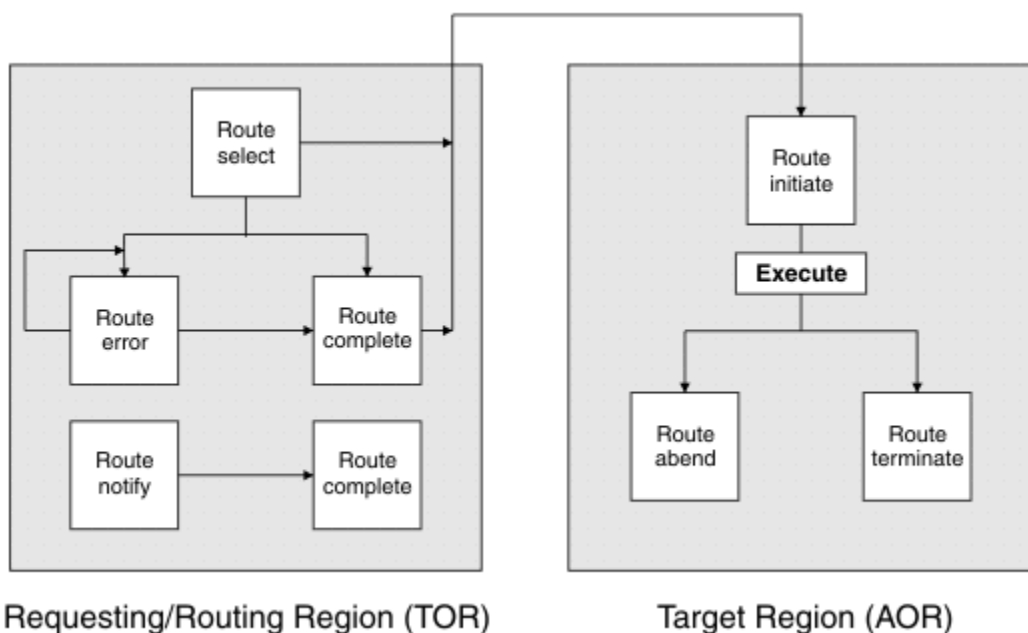 Route
select
Route
error
Route
complete
Route
notify
Route
complete
Requesting/Routing Region (TOR)
Route
initiate
Execute
Route
abend
Route
terminate
Target Region (AOR)